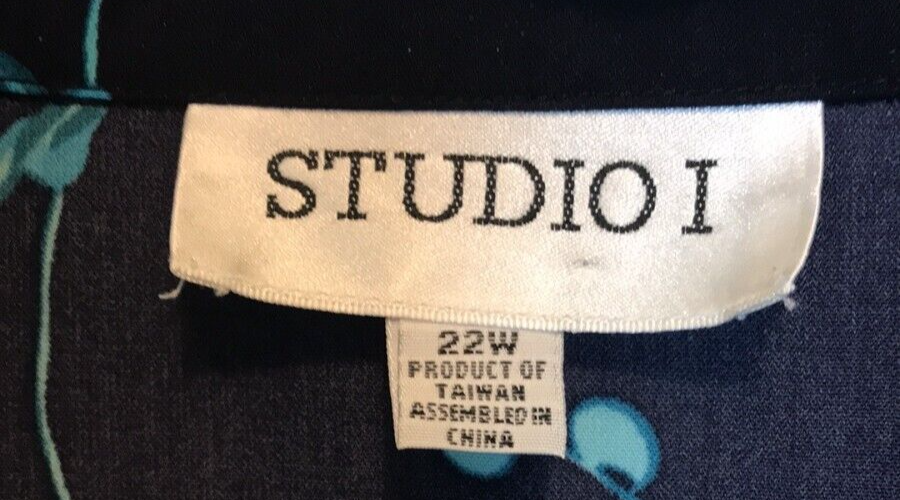 STUDIO I
22W
PRODUCT OF
TAIWAN
ASSEMBLED IN
CHINA